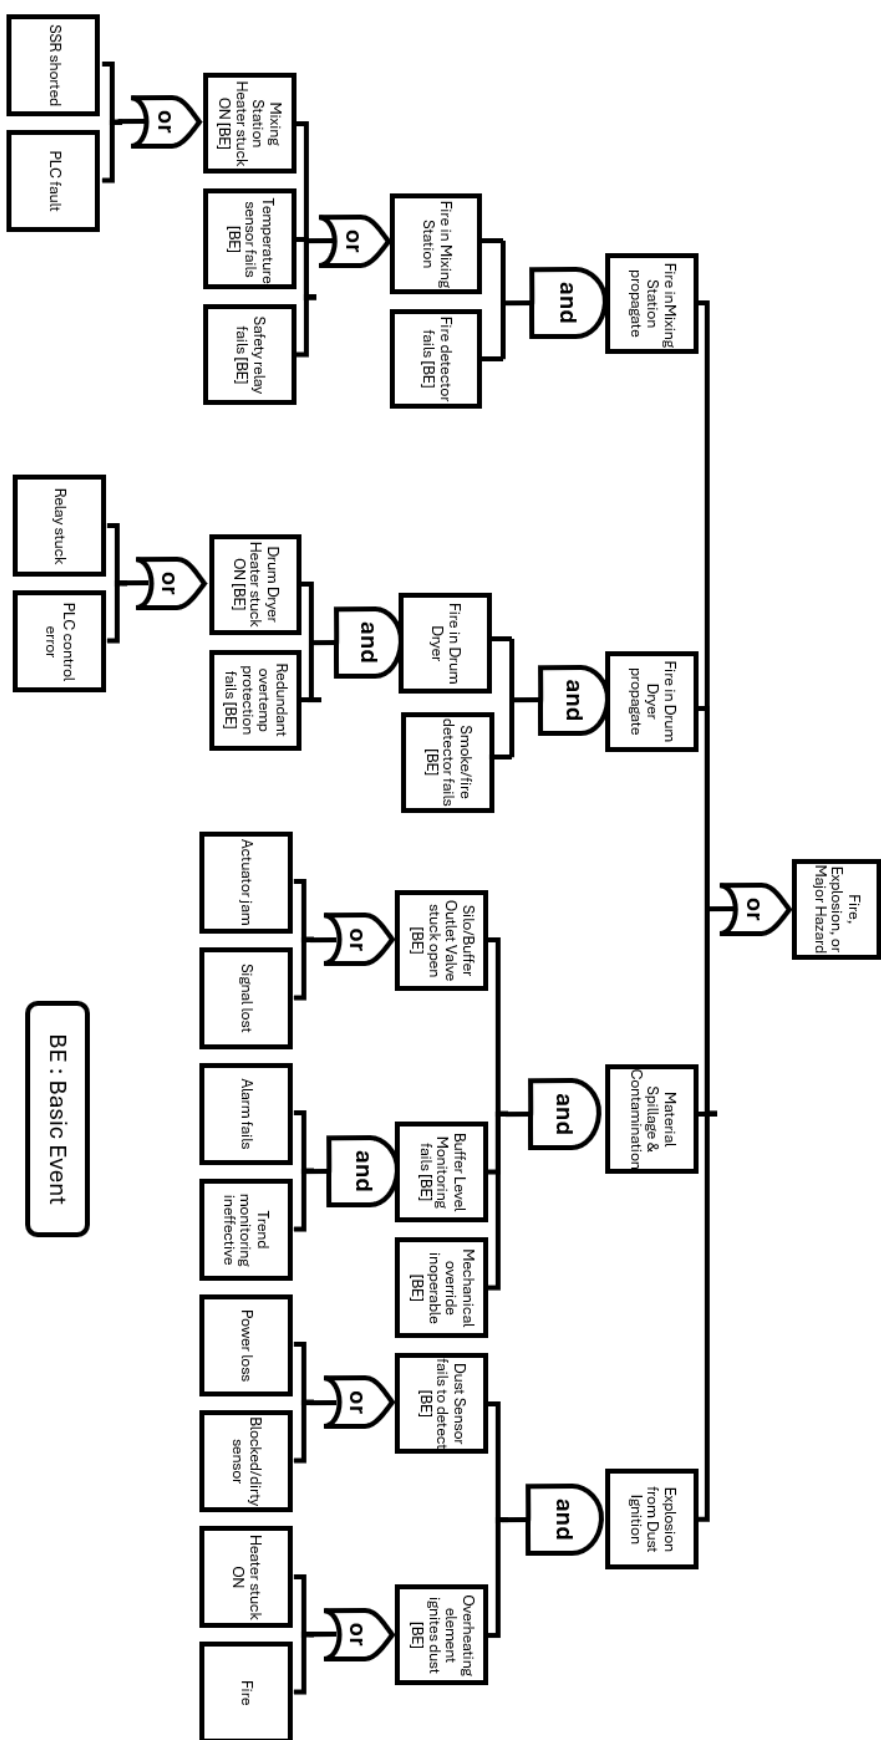 Fire,
Explosion, or
Major Hazard
or
Fire inMixing
Station
propagate
Fire in Drum
Dryer
propagate
Material
Spillage &
Contamination
Explosion
from Dust
Ignition
and
and
and
and
Fire in Mixing
Station
Fire detector
fails [BE]
Fire in Drum
Dryer
Smoke/fire
detector fails
[BE]
Silo/Buffer
Outlet Valve
stuck open
[BE]
Buffer Level
Monitoring
fails [BE]
Mechanical
override
inoperable
[BE]
Dust Sensor
fails to detect
[BE]
Overheating
element
ignites dust
[BE]
or
and
or
and
or
or
Mixing
Station
Heater stuck
ON [BE]
Temperature
sensor fails
[BE]
Safety relay
fails [BE]
Drum Dryer
Heater stuck
ON [BE]
Redundant
overtemp
protection
fails [BE]
Actuator jam
Signal lost
Alarm fails
Trend
monitoring
ineffective
Power loss
Blocked/dirty
sensor
Heater stuck
ON
Fire
or
or
SSR shorted
PLC fault
Relay stuck
PLC control
error
BE : Basic Event